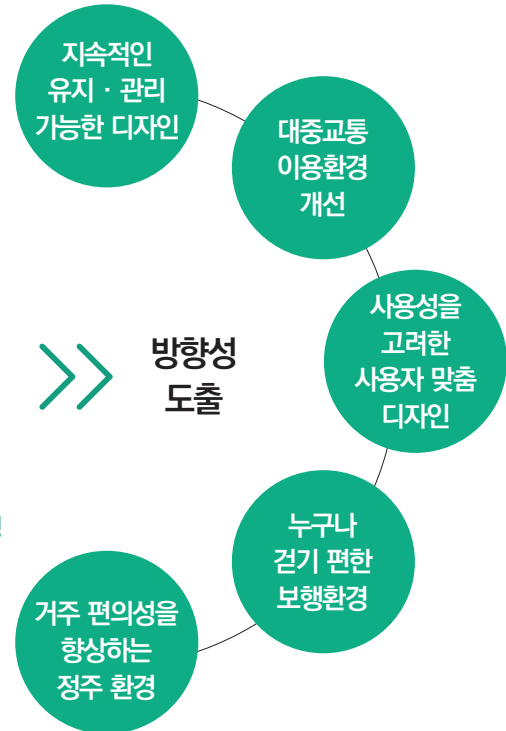 지속적인
유지 · 관리
가능한 디자인
대중교통
이용환경
개선
사용성을
고려한
사용자 맞춤
디자인
방향성
도출
누구나
걷기 편한
보행환경
거주 편의성을
향상하는
정주 환경